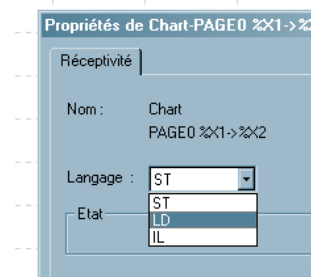 Propriétés de Chart-PAGE0 %X1->%
Réceptivité
Nom : Chart
PAGE0 %X1->%X2
Langage : ST
ST
LD
IL
Etat